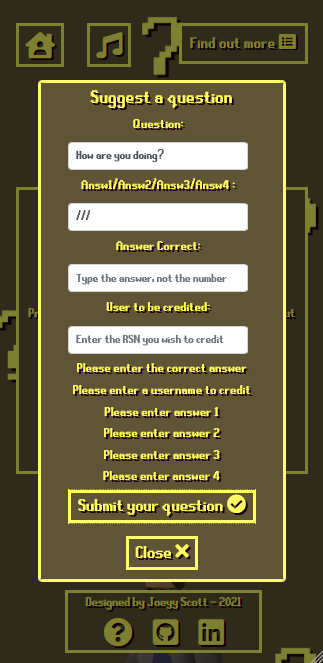 Find out more
Suggest a question
Question:
How are you doing?
Answ1/Answ2/Answ3/Answ4 :
///
Answer Correct:
Type the answer, not the number
User to be credited:
Enter the RSN you wish to credit
Please enter the correct answer
Please enter a username to credit
Please enter answer 1
Please enter answer 2
Please enter answer 3
Please enter answer 4
Submit your question
Close
Designed by Joeyy Scott - 2021